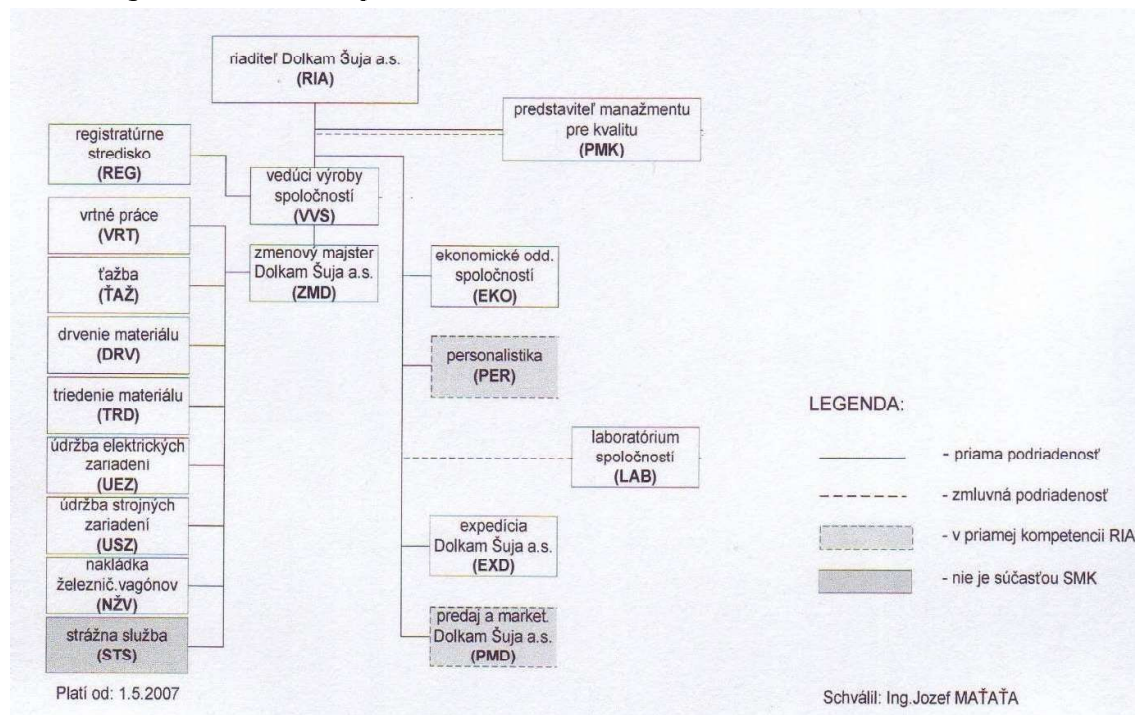 riaditeľ Dolkam Šuja a.s.
(RIA)
predstaviteľ manažmentu
pre kvalitu
(PMK)
registratúrne
stredisko
(REG)
vedúci výroby
spoločností
(VVS)
vrtné práce
(VRT)
zmenový majster
Dolkam Šuja a.s.
(ZMD)
ekonomické odd.
spoločností
(EKO)
ťažba
(ŤAŽ)
drvenie materiálu
(DRV)
personalistika
(PER)
triedenie materiálu
(TRD)
údržba elektrických
zariadení
(UEZ)
laboratórium
spoločností
(LAB)
údržba strojných
zariadení
(USZ)
expedícia
Dolkam Šuja a.s.
(EXD)
nakládka
železnič.vagónov
(NŽV)
strážna služba
(STS)
predaj a market.
Dolkam Šuja a.s.
(PMD)
LEGENDA:
- priama podriadenosť
- zmluvná podriadenosť
- v priamej kompetencii RIA
- nie je súčasťou SMK
Platí od: 1.5.2007
Schválil: Ing.Jozef MAŤAŤA